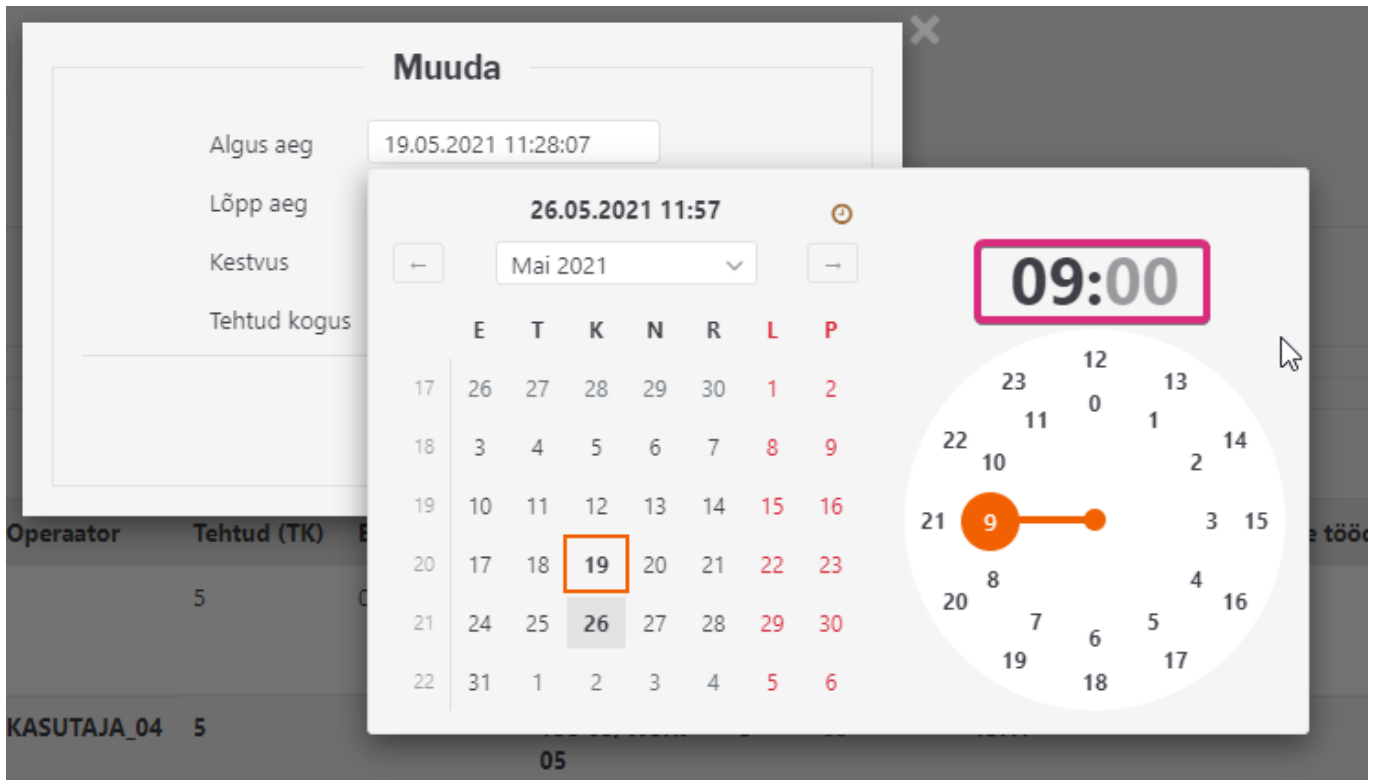 Muuda
Algus aeg 19.05.2021 11:28:07
Lõpp aeg
Kestvus
Tehtud kogus
26.05.2021 11:57
← Mai 2021 →
E T K N R L P
17 26 27 28 29 30 1 2
18 3 4 5 6 7 8 9
19 10 11 12 13 14 15 16
20 17 18 19 20 21 22 23
21 24 25 26 27 28 29 30
22 31 1 2 3 4 5 6
09:00
12
23 13
0
11 1
22 14
10 2
21 9 3 15
8 4
20 16
7 5
6
19 17
18
Operaator Tehtud (TK)
5
KASUTAJA_04 5
05